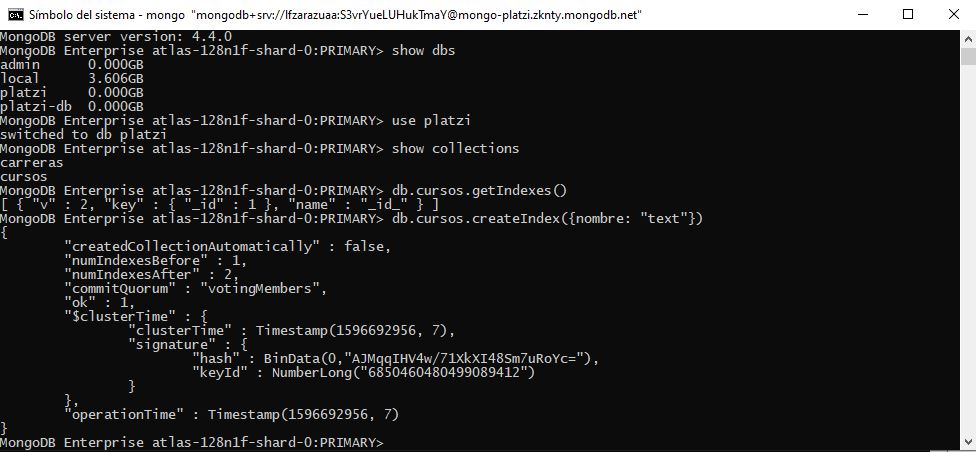 Símbolo del sistema - mongo "mongodb+srv://lfzarazuaa:S3vrYueLUHukTmaY@mongo-platzi.zknty.mongodb.net"
MongoDB server version: 4.4.0
MongoDB Enterprise atlas-128n1f-shard-0:PRIMARY> show dbs
admin      0.000GB
local      3.606GB
platzi     0.000GB
platzi-db  0.000GB
MongoDB Enterprise atlas-128n1f-shard-0:PRIMARY> use platzi
switched to db platzi
MongoDB Enterprise atlas-128n1f-shard-0:PRIMARY> show collections
carreras
cursos
MongoDB Enterprise atlas-128n1f-shard-0:PRIMARY> db.cursos.getIndexes()
[ { "v" : 2, "key" : { "_id" : 1 }, "name" : "_id_" } ]
MongoDB Enterprise atlas-128n1f-shard-0:PRIMARY> db.cursos.createIndex({nombre: "text"})
{
        "createdCollectionAutomatically" : false,
        "numIndexesBefore" : 1,
        "numIndexesAfter" : 2,
        "commitQuorum" : "votingMembers",
        "ok" : 1,
        "$clusterTime" : {
                "clusterTime" : Timestamp(1596692956, 7),
                "signature" : {
                        "hash" : BinData(0,"AJMqqIHV4w/71XkXI48Sm7uRoYc="),
                        "keyId" : NumberLong("6850460480499089412")
                }
        },
        "operationTime" : Timestamp(1596692956, 7)
}
MongoDB Enterprise atlas-128n1f-shard-0:PRIMARY>